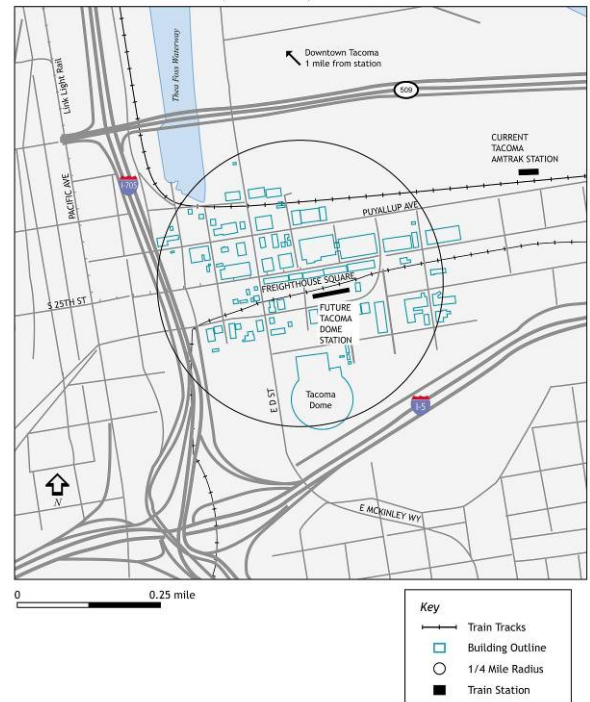 Downtown Tacoma
1 mile from station
Thea Foss Waterway
Link Light Rail
509
CURRENT
TACOMA
AMTRAK STATION
I-705
PACIFIC AVE
PUYALLUP AVE
S 25TH ST
FREIGHTHOUSE SQUARE
FUTURE
TACOMA
DOME
STATION
E D ST
Tacoma
Dome
I-5
N
E MCKINLEY WY
0 0.25 mile
Key
Train Tracks
Building Outline
1/4 Mile Radius
Train Station